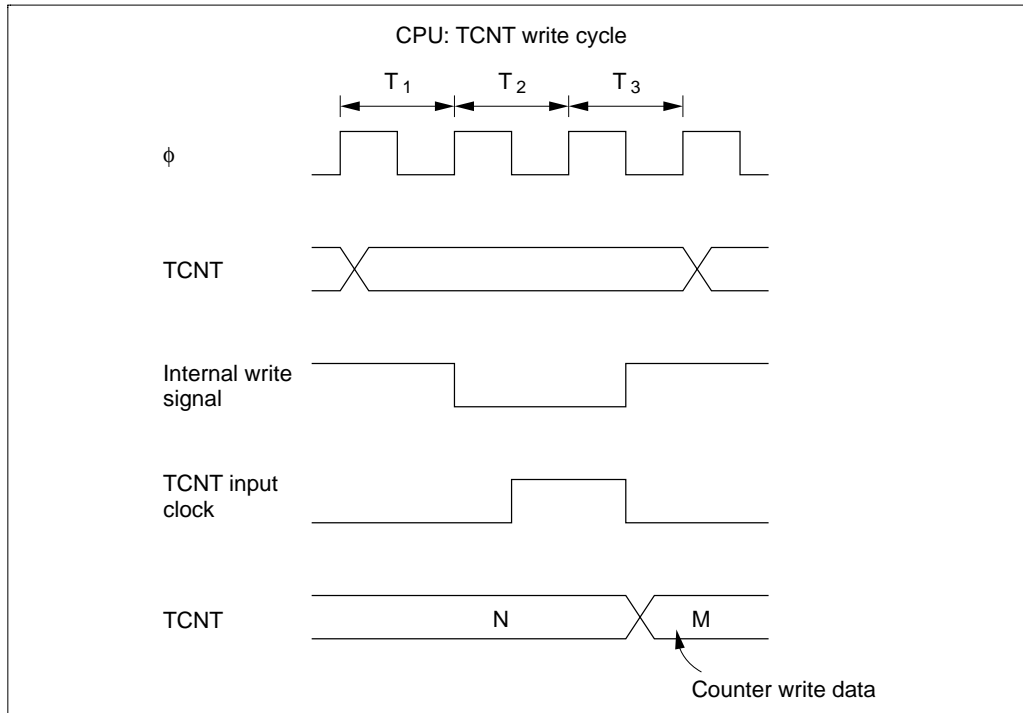 CPU: TCNT write cycle
T1 T2 T3
ϕ
TCNT
Internal write
signal
TCNT input
clock
TCNT
N M
Counter write data